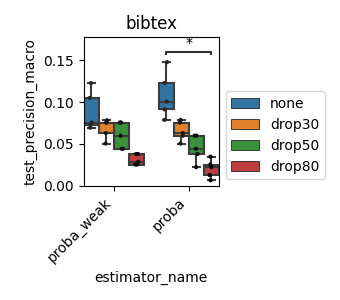 bibtex
*
test_precision_macro
0.15
0.10
0.05
0.00
none
drop30
drop50
drop80
proba_weak
proba
estimator_name